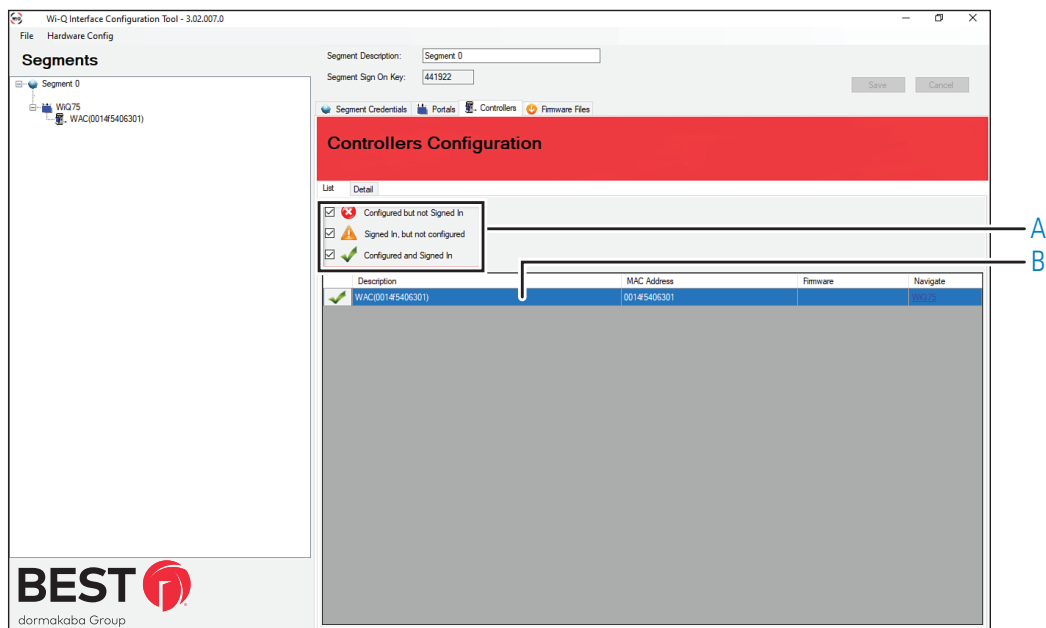 Wi-Q Interface Configuration Tool - 3.02.007.0
File Hardware Config
Segments
Segment 0
WIQ75
WAC(0014f5406301)
Segment Description: Segment 0
Segment Sign On Key: 441922
Save Cancel
Segment Credentials Portals Controllers Firmware Files
Controllers Configuration
List Detail
Configured but not Signed In
Signed In, but not configured
Configured and Signed In
A
B
Description MAC Address Firmware Navigate
WAC(0014f5406301) 0014f5406301 WIQ75
BEST
dormakaba Group